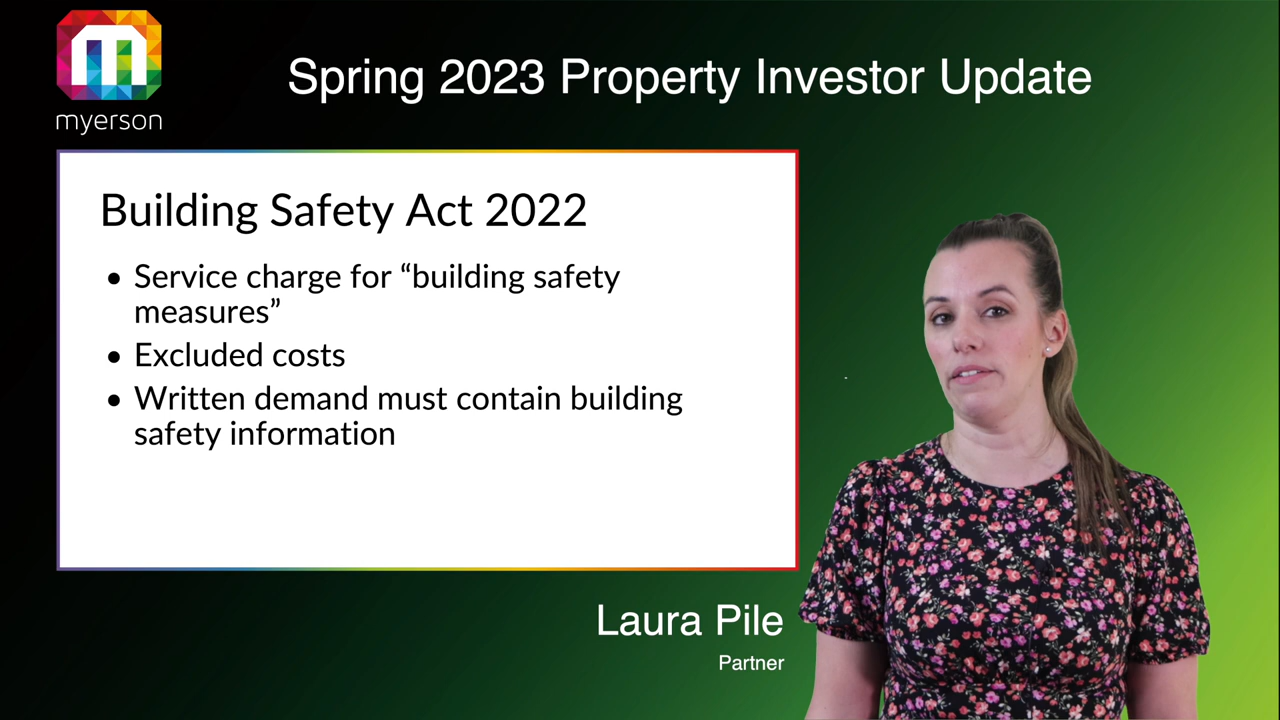 myerson
Spring 2023 Property Investor Update
Building Safety Act 2022
• Service charge for “building safety
measures”
• Excluded costs
• Written demand must contain building
safety information
Laura Pile
Partner